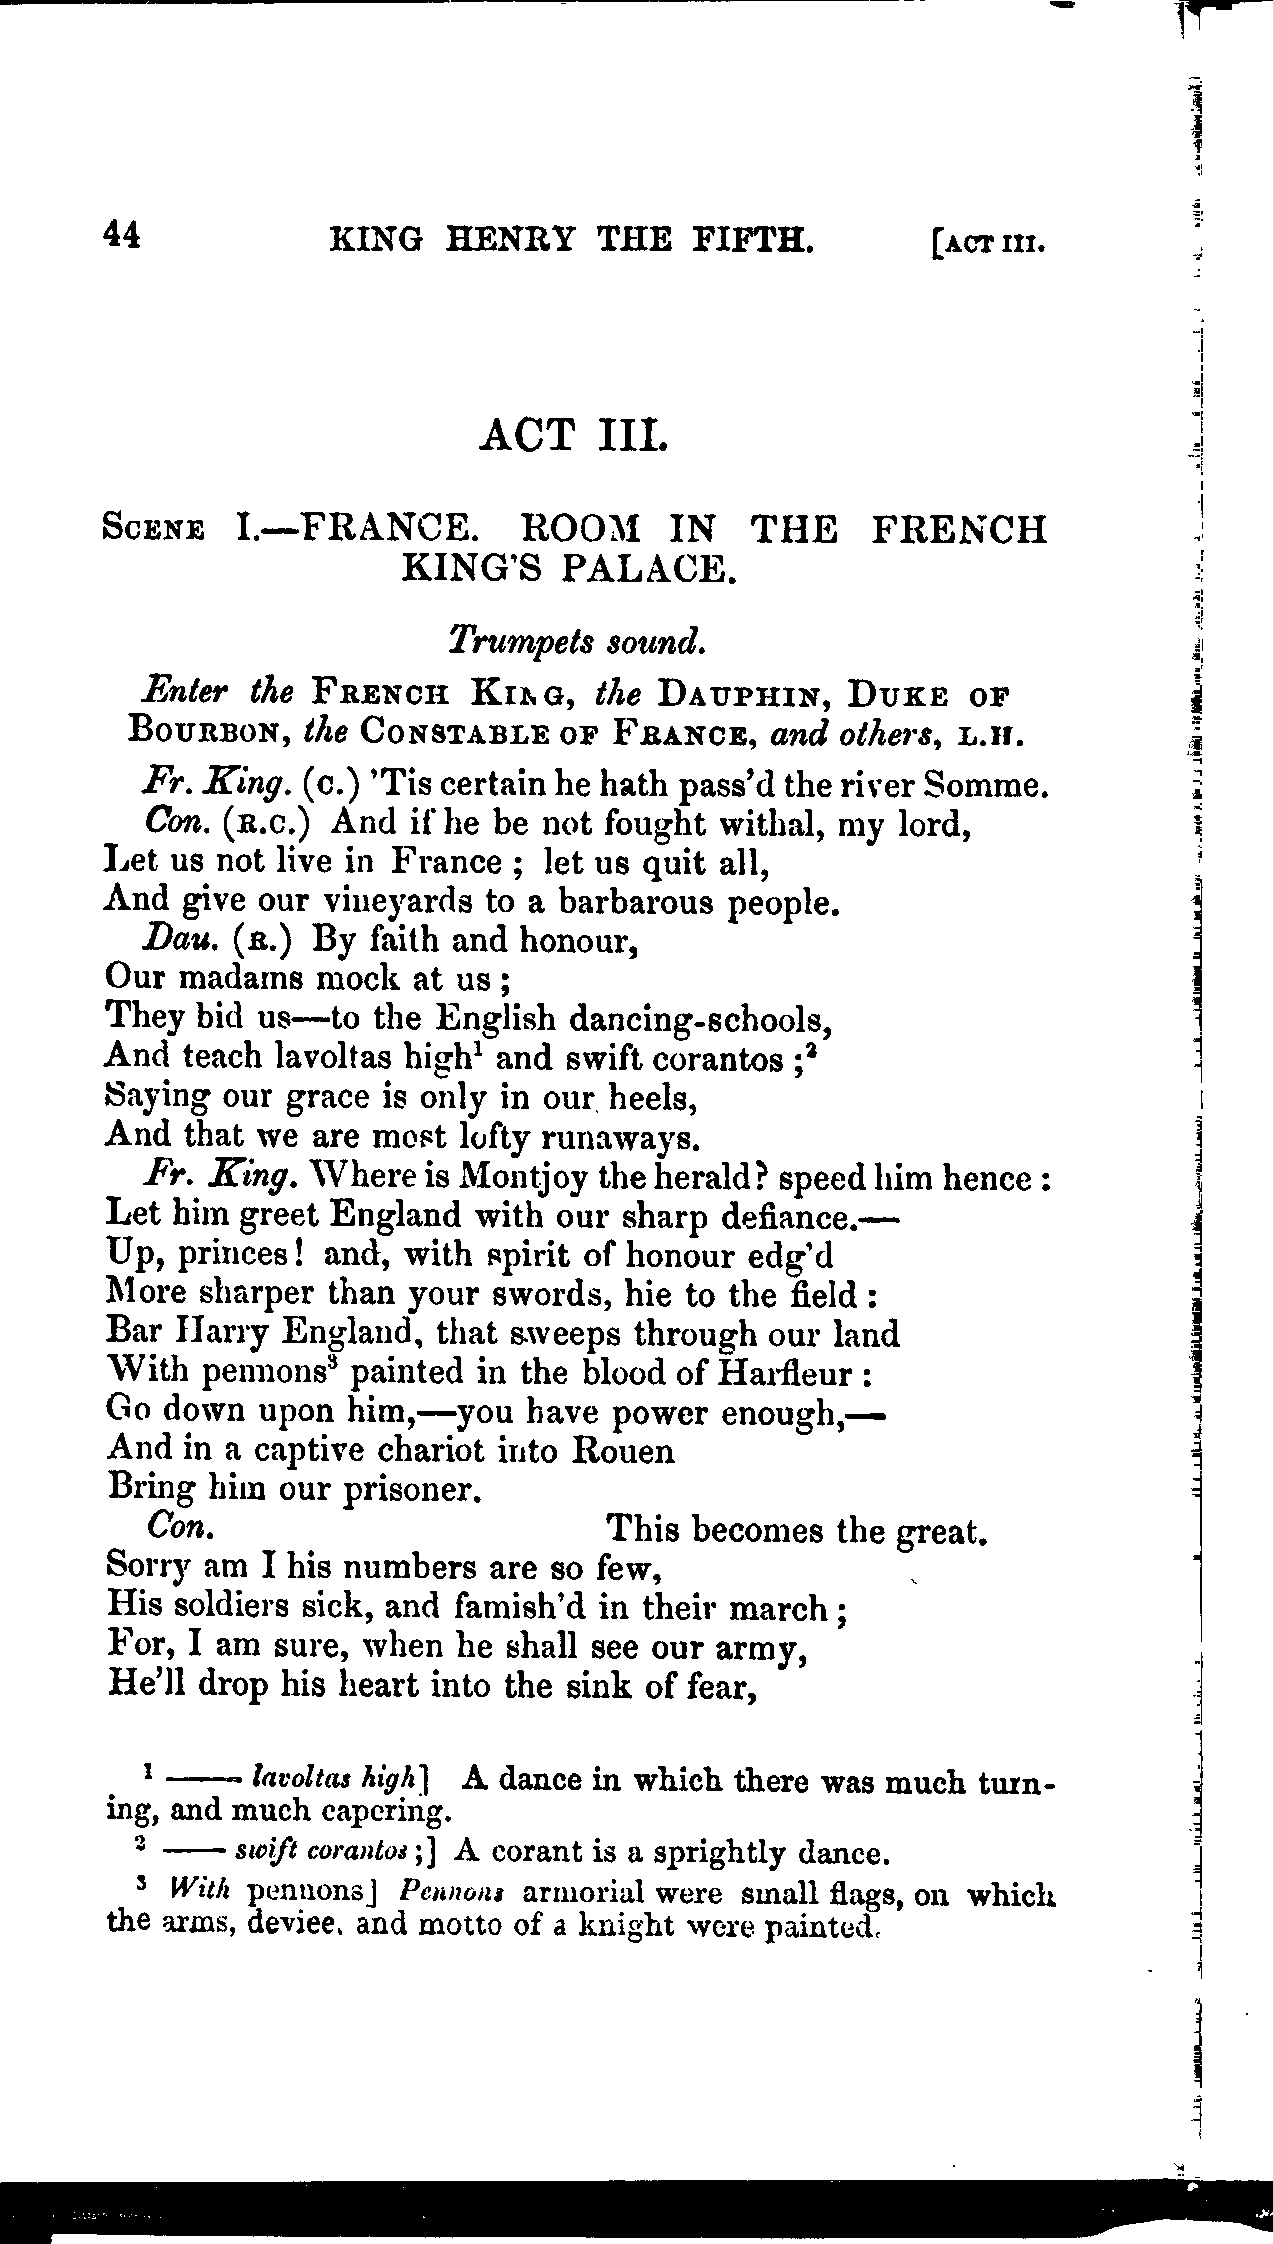 44 KING HENRY THE FIFTH. [ACT III.
ACT III.
SCENE I.—FRANCE. ROOM IN THE FRENCH
KING'S PALACE.
Trumpets sound.
Enter the FRENCH KING, the DAUPHIN, DUKE OF
BOURBON, the CONSTABLE OF FRANCE, and others, L.H.
Fr. King. (C.) 'Tis certain he hath pass'd the river Somme.
Con. (R.C.) And if he be not fought withal, my lord,
Let us not live in France ; let us quit all,
And give our vineyards to a barbarous people.
Dau. (R.) By faith and honour,
Our madams mock at us ;
They bid us—to the English dancing-schools,
And teach lavoltas high¹ and swift corantos ;²
Saying our grace is only in our heels,
And that we are most lofty runaways.
Fr. King. Where is Montjoy the herald? speed him hence :
Let him greet England with our sharp defiance.—
Up, princes! and, with spirit of honour edg'd
More sharper than your swords, hie to the field :
Bar Harry England, that sweeps through our land
With pennons³ painted in the blood of Harfleur :
Go down upon him,—you have power enough,—
And in a captive chariot into Rouen
Bring him our prisoner.
Con. This becomes the great.
Sorry am I his numbers are so few,
His soldiers sick, and famish'd in their march ;
For, I am sure, when he shall see our army,
He'll drop his heart into the sink of fear,
¹ —— lavoltas high] A dance in which there was much turn-
ing, and much capering.
² —— swift corantos ;] A corant is a sprightly dance.
³ With pennons] Pennons armorial were small flags, on which
the arms, device, and motto of a knight were painted.